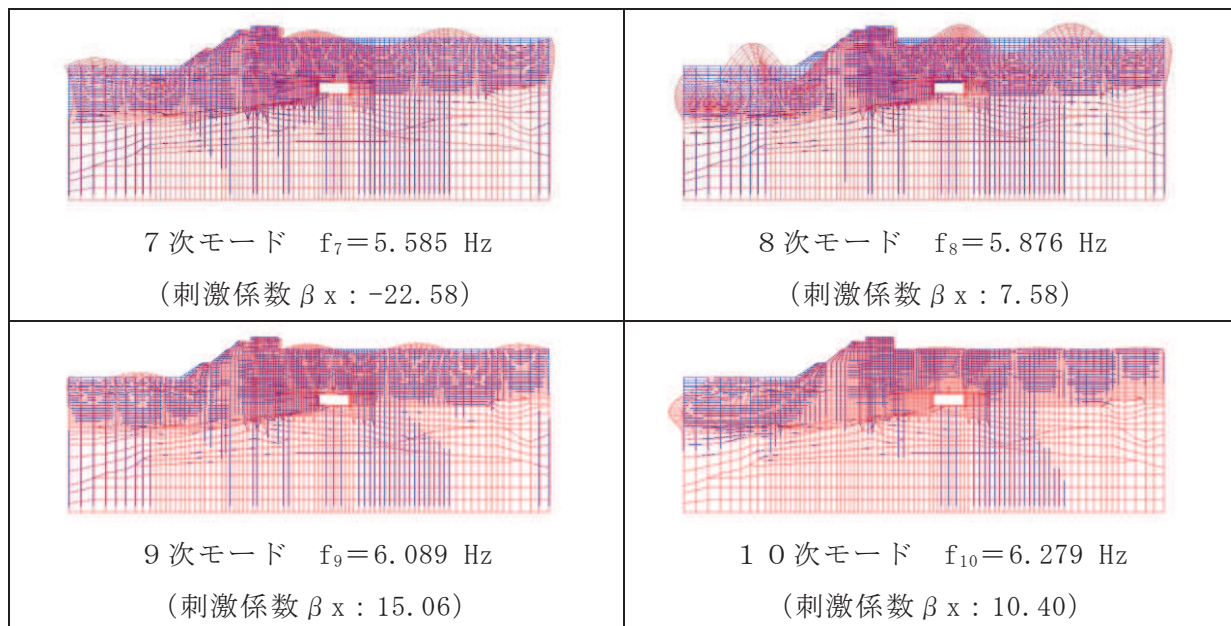 ７次モード　f₇＝5.585 Hz
（刺激係数βx：-22.58）
８次モード　f₈＝5.876 Hz
（刺激係数βx：7.58）
９次モード　f₉＝6.089 Hz
（刺激係数βx：15.06）
１０次モード　f₁₀＝6.279 Hz
（刺激係数βx：10.40）